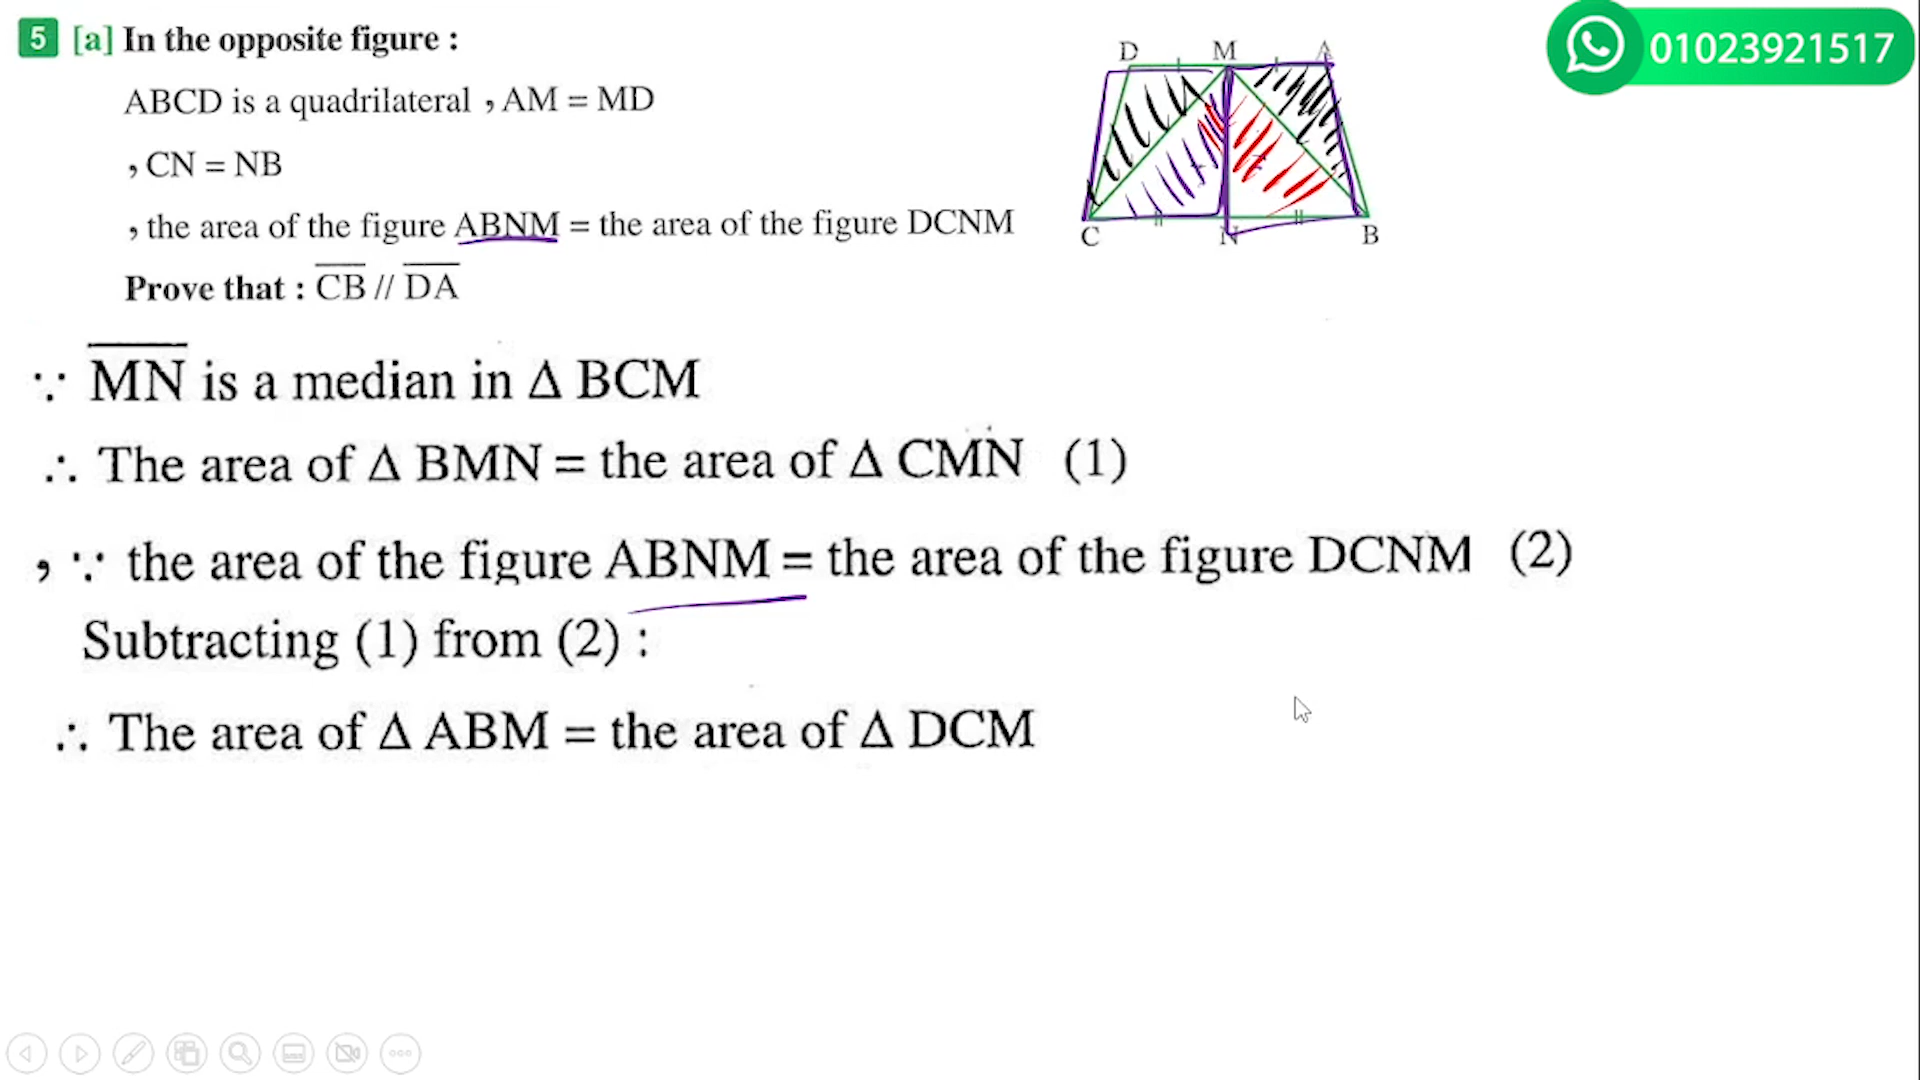 5 [a] In the opposite figure :
ABCD is a quadrilateral , AM = MD
, CN = NB
, the area of the figure ABNM = the area of the figure DCNM
Prove that : CB // DA
D M A
C N B
01023921517
∵ MN is a median in Δ BCM
∴ The area of Δ BMN = the area of Δ CMN (1)
, ∵ the area of the figure ABNM = the area of the figure DCNM (2)
Subtracting (1) from (2) :
∴ The area of Δ ABM = the area of Δ DCM